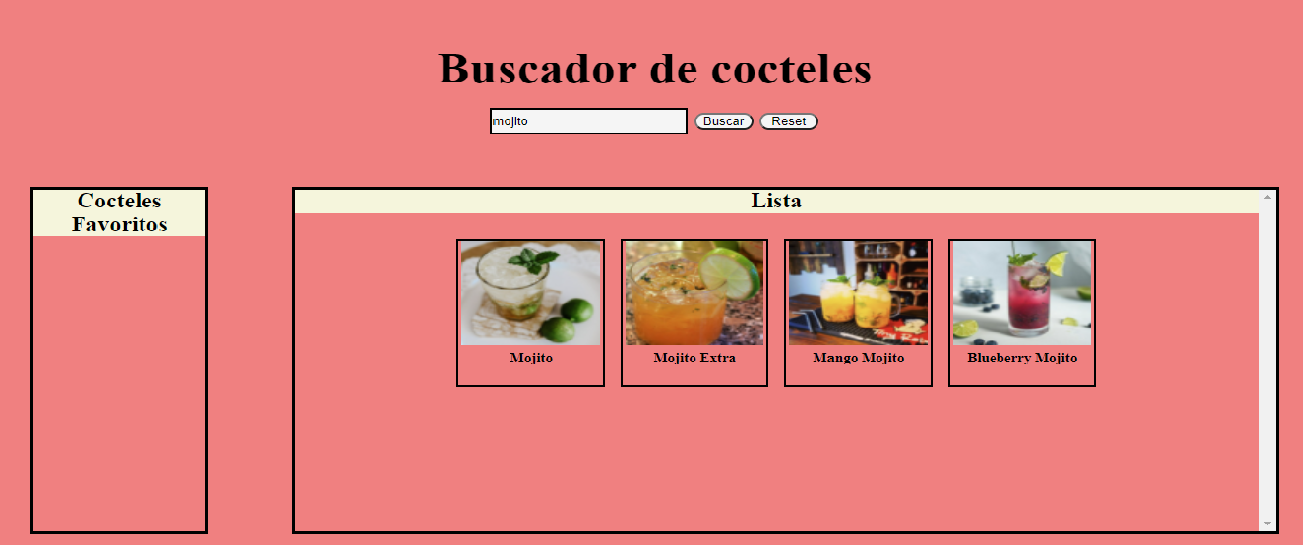 Buscador de cocteles
mojito
Buscar
Reset
Cocteles
Favoritos
Lista
Mojito
Mojito Extra
Mango Mojito
Blueberry Mojito